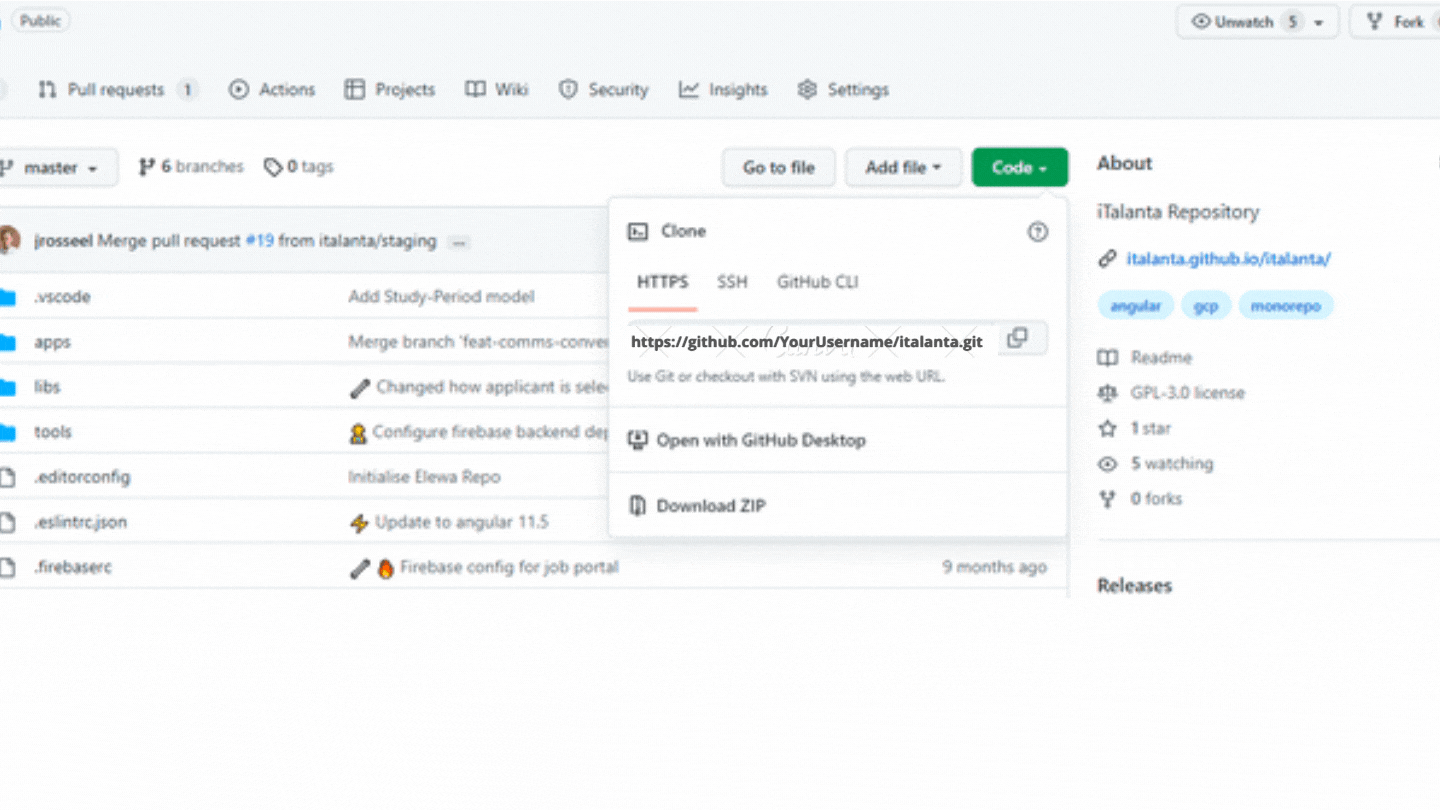 Public
Unwatch 5
Fork
Pull requests 1 Actions Projects Wiki Security Insights Settings
master 6 branches 0 tags
Go to file Add file Code
jrosseel Merge pull request #19 from italanta/staging ...
.vscode Add Study-Period model
apps Merge branch 'feat-comms-conver
libs Changed how applicant is sele
tools Configure firebase backend dep
.editorconfig Initialise Elewa Repo
.eslintrc.json Update to angular 11.5
.firebaserc Firebase config for job portal 9 months ago
Clone
HTTPS SSH GitHub CLI
https://github.com/YourUsername/italanta.git
Use Git or checkout with SVN using the web URL.
Open with GitHub Desktop
Download ZIP
About
iTalanta Repository
italanta.github.io/italanta/
angular gcp monorepo
Readme
GPL-3.0 license
1 star
5 watching
0 forks
Releases